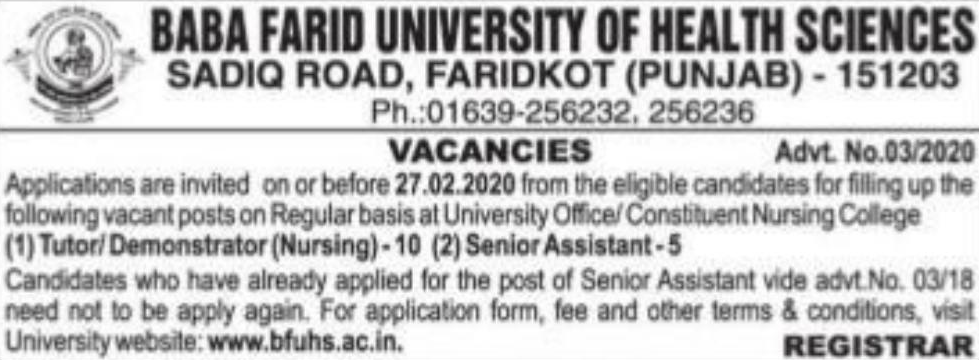 BABA FARID UNIVERSITY OF HEALTH SCIENCES
SADIQ ROAD, FARIDKOT (PUNJAB) - 151203
Ph.:01639-256232, 256236
VACANCIES Advt. No.03/2020
Applications are invited on or before 27.02.2020 from the eligible candidates for filling up the
following vacant posts on Regular basis at University Office/ Constituent Nursing College
(1) Tutor/ Demonstrator (Nursing) - 10 (2) Senior Assistant - 5
Candidates who have already applied for the post of Senior Assistant vide advt.No. 03/18
need not to be apply again. For application form, fee and other terms & conditions, visit
University website: www.bfuhs.ac.in. REGISTRAR